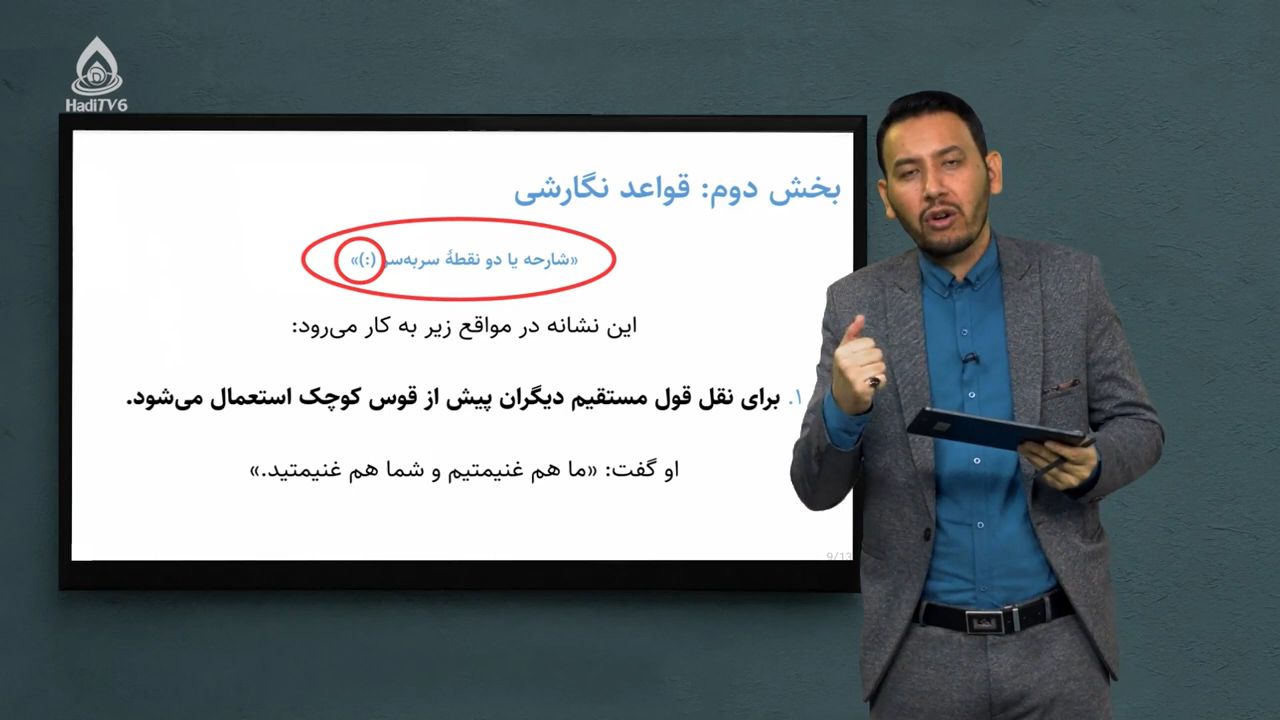 HadiTV6
بخش دوم: قواعد نگارشی
«شارحه یا دو نقطهٔ سربه‌سر (:)»
این نشانه در مواقع زیر به کار می‌رود:
۱. برای نقل قول مستقیم دیگران پیش از قوس کوچک استعمال می‌شود.
او گفت: «ما هم غنیمتیم و شما هم غنیمتید.»
9/13